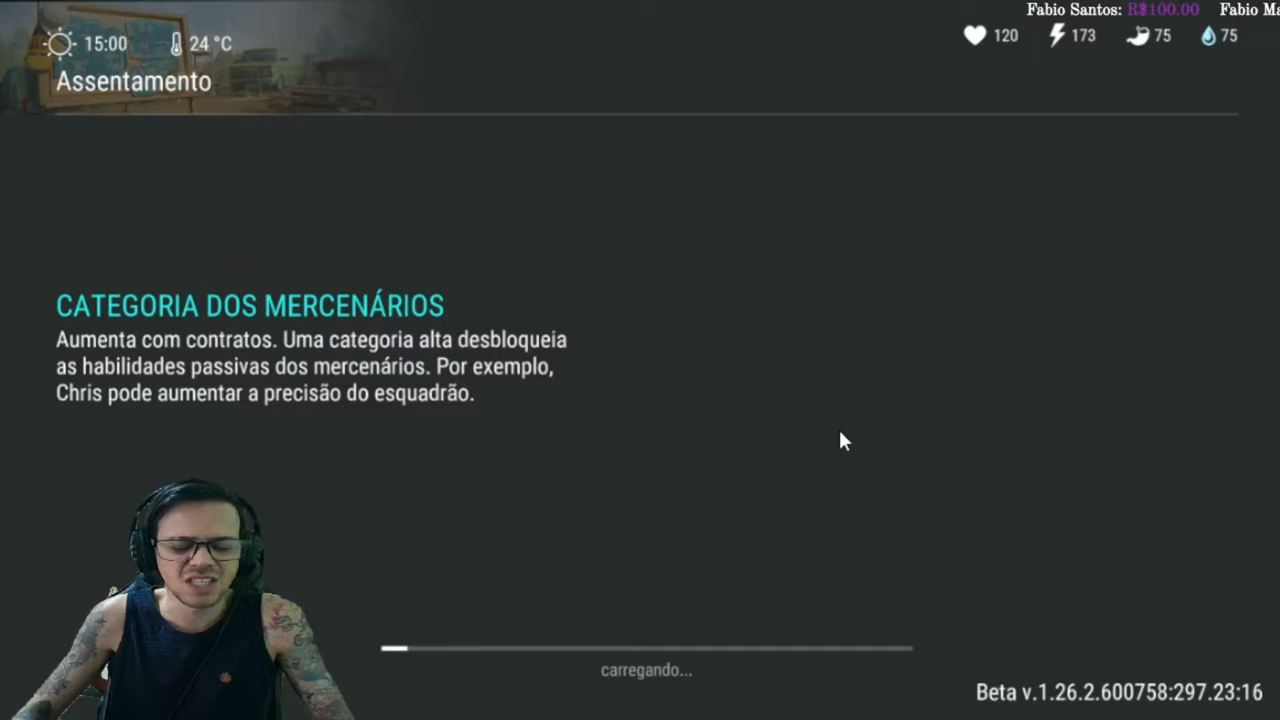 Fabio Santos: R$100.00 Fabio Ma
15:00 24 °C
120 173 75 75
Assentamento
CATEGORIA DOS MERCENÁRIOS
Aumenta com contratos. Uma categoria alta desbloqueia
as habilidades passivas dos mercenários. Por exemplo,
Chris pode aumentar a precisão do esquadrão.
carregando...
Beta v.1.26.2.600758:297.23:16